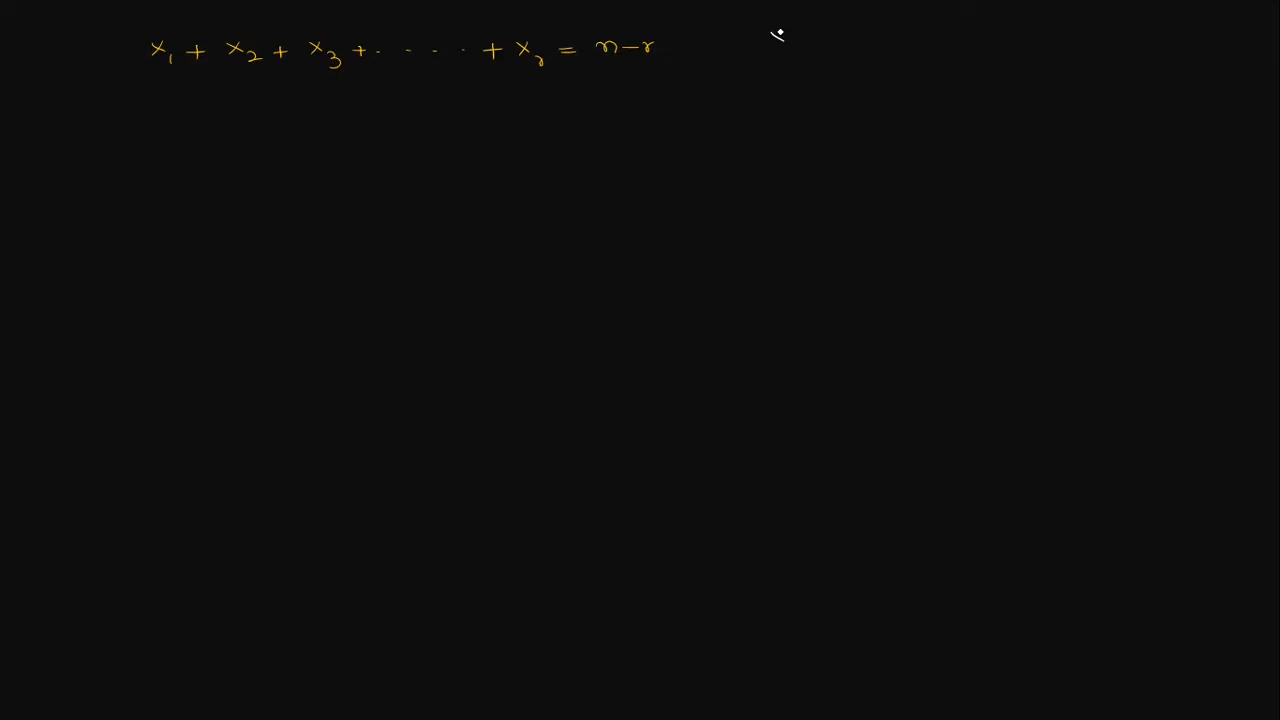 x₁ + x₂ + x₃ + . . . . + xᵣ = n-r